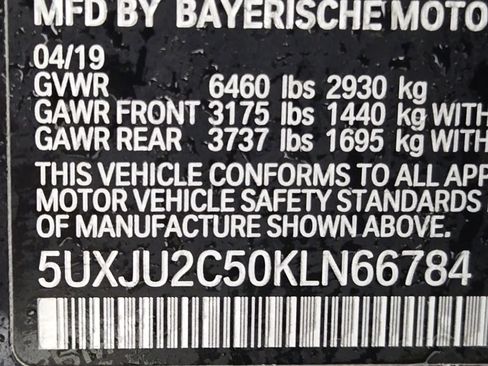 MFD BY BAYERISCHE MOTOR
04/19
GVWR 6460 lbs 2930 kg
GAWR FRONT 3175 lbs 1440 kg WITH
GAWR REAR 3737 lbs 1695 kg WITH
THIS VEHICLE CONFORMS TO ALL APP
MOTOR VEHICLE SAFETY STANDARDS
OF MANUFACTURE SHOWN ABOVE.
5UXJU2C50KLN66784